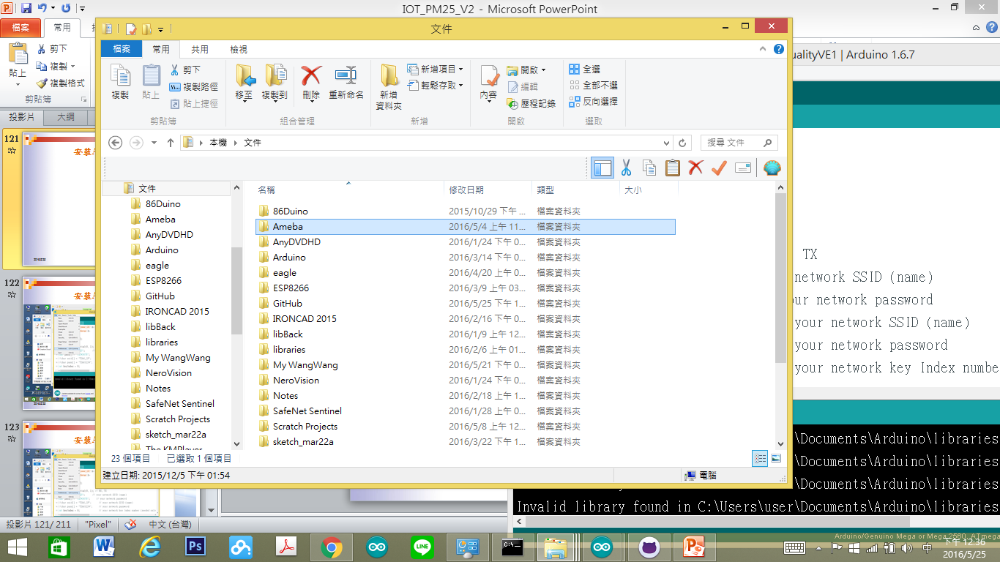 IOT_PM25_V2 - Microsoft PowerPoint
檔案
常用
剪下
複製
貼上
複製格式
剪貼簿
投影片
大綱
121
122
123
文件
檔案
常用
共用
檢視
複製
貼上
剪下
複製路徑
貼上捷徑
剪貼簿
移至
複製到
刪除
重新命名
組合管理
新增
資料夾
新增項目
輕鬆存取
新增
內容
開啟
編輯
歷程記錄
開啟
全選
全部不選
反向選擇
選取
本機
文件
搜尋 文件
文件
86Duino
Ameba
AnyDVDHD
Arduino
eagle
ESP8266
GitHub
IRONCAD 2015
libBack
libraries
My WangWang
NeroVision
Notes
SafeNet Sentinel
Scratch Projects
sketch_mar22a
The KMPlayer
名稱 修改日期 類型 大小
86Duino 2015/10/29 下午 ... 檔案資料夾
Ameba 2016/5/4 上午 11... 檔案資料夾
AnyDVDHD 2016/1/24 下午 0... 檔案資料夾
Arduino 2016/3/14 下午 0... 檔案資料夾
eagle 2016/4/20 上午 0... 檔案資料夾
ESP8266 2016/3/9 上午 03... 檔案資料夾
GitHub 2016/5/25 下午 1... 檔案資料夾
IRONCAD 2015 2016/2/16 下午 0... 檔案資料夾
libBack 2016/1/9 上午 12... 檔案資料夾
libraries 2016/2/6 上午 01... 檔案資料夾
My WangWang 2016/5/21 下午 0... 檔案資料夾
NeroVision 2016/1/24 下午 0... 檔案資料夾
Notes 2016/2/18 上午 1... 檔案資料夾
SafeNet Sentinel 2016/1/28 上午 0... 檔案資料夾
Scratch Projects 2016/5/8 上午 12... 檔案資料夾
sketch_mar22a 2016/3/22 下午 1... 檔案資料夾
23 個項目 已選取 1 個項目
建立日期: 2015/12/5 下午 01:54
電腦
ualityVE1 | Arduino 1.6.7
TX
network SSID (name)
ur network password
your network SSID (name)
your network password
your network key Index numbe
\Documents\Arduino\libraries
\Documents\Arduino\libraries
\Documents\Arduino\libraries
Invalid library found in C:\Users\user\Documents\Arduino\libraries
投影片 121/ 211 "Pixel" 中文 (台灣)
Arduino/Genuino Mega or Mega 2560, ATmega
中
下午 12:36
2016/5/25